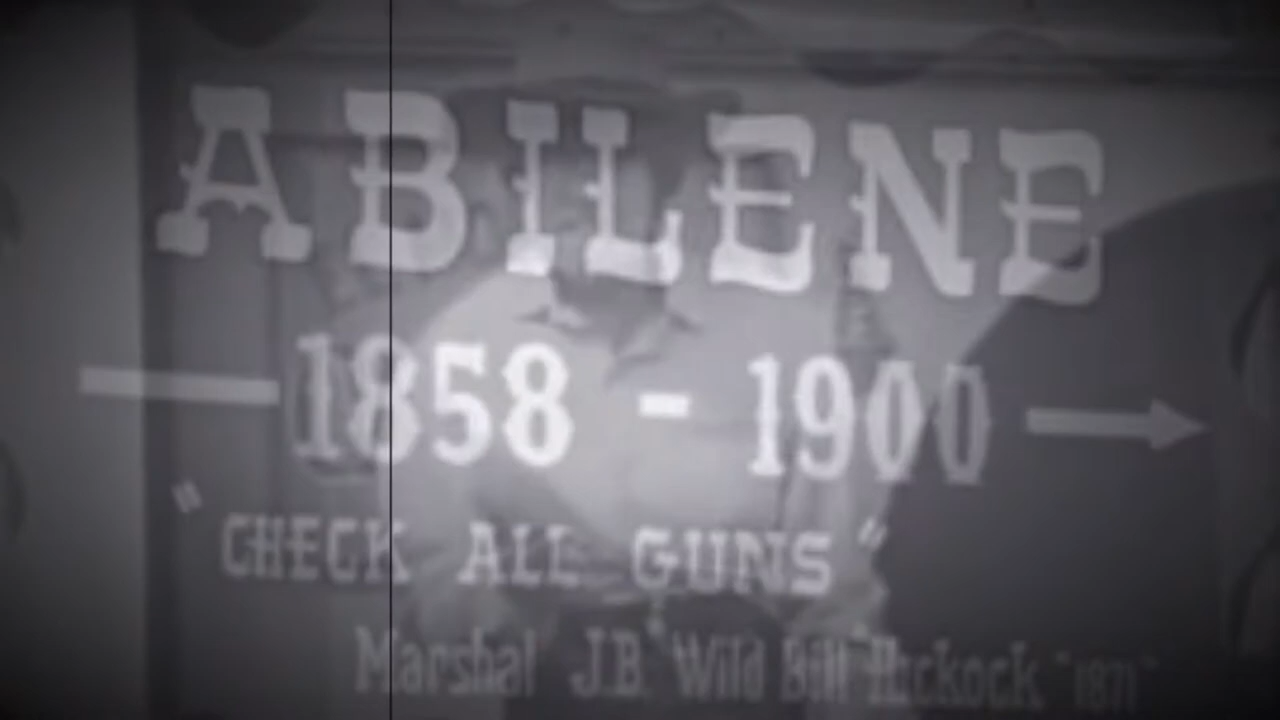 ABILENE
1858 - 1900
"CHECK ALL GUNS"
Marshal J.B. "Wild Bill" Hickock "1871"